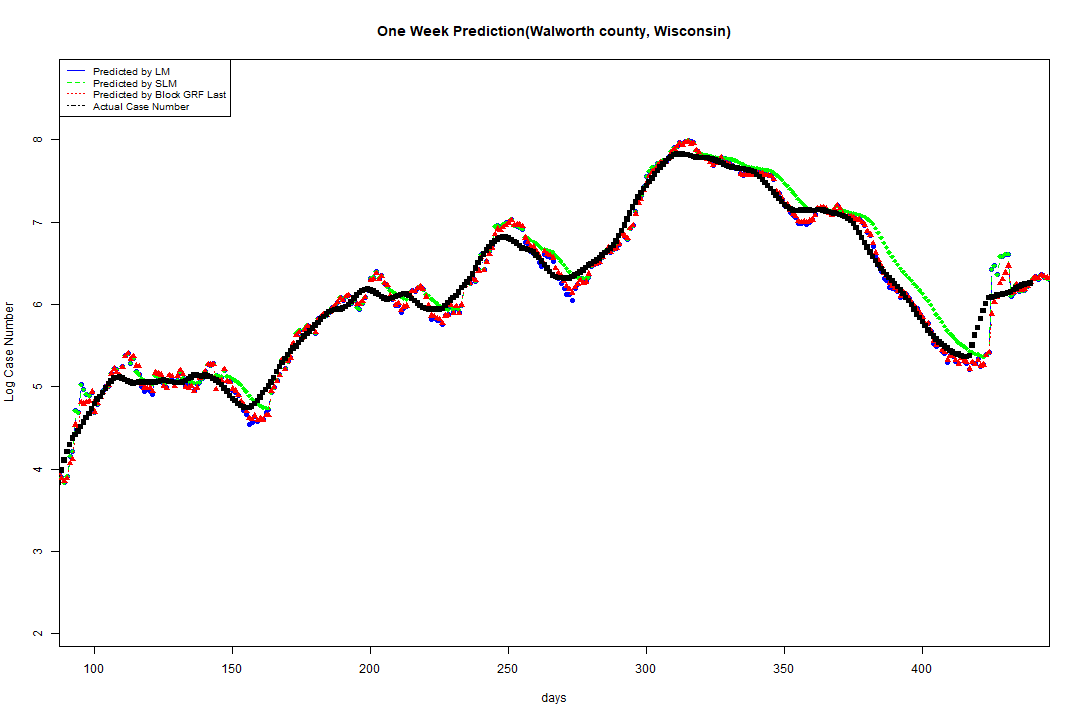 One Week Prediction(Walworth county, Wisconsin)
Predicted by LM
Predicted by SLM
Predicted by Block GRF Last
Actual Case Number
Log Case Number
8
7
6
5
4
3
2
100 150 200 250 300 350 400
days